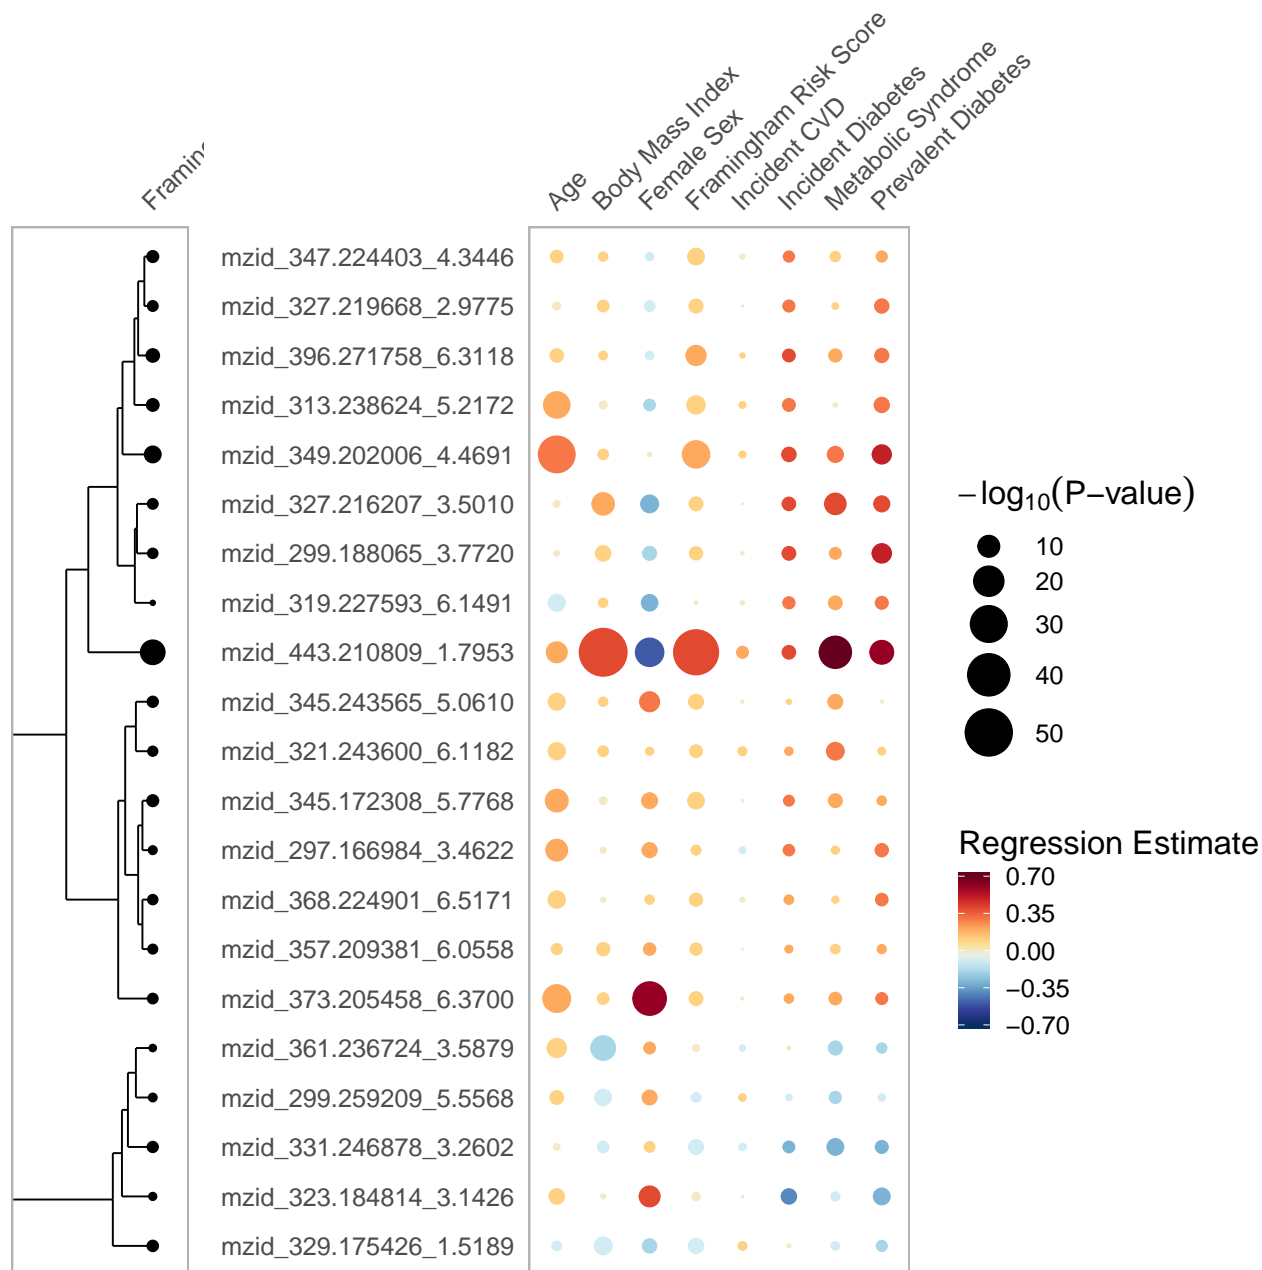 Age
Body Mass Index
Female Sex
Framingham Risk Score
Incident CVD
Incident Diabetes
Metabolic Syndrome
Prevalent Diabetes
mzid_347.224403_4.3446
mzid_327.219668_2.9775
mzid_396.271758_6.3118
mzid_313.238624_5.2172
mzid_349.202006_4.4691
mzid_327.216207_3.5010
mzid_299.188065_3.7720
mzid_319.227593_6.1491
mzid_443.210809_1.7953
mzid_345.243565_5.0610
mzid_321.243600_6.1182
mzid_345.172308_5.7768
mzid_297.166984_3.4622
mzid_368.224901_6.5171
mzid_357.209381_6.0558
mzid_373.205458_6.3700
mzid_361.236724_3.5879
mzid_299.259209_5.5568
mzid_331.246878_3.2602
mzid_323.184814_3.1426
mzid_329.175426_1.5189
−log₁₀(P−value)
10
20
30
40
50
Regression Estimate
0.70
0.35
0.00
−0.35
−0.70